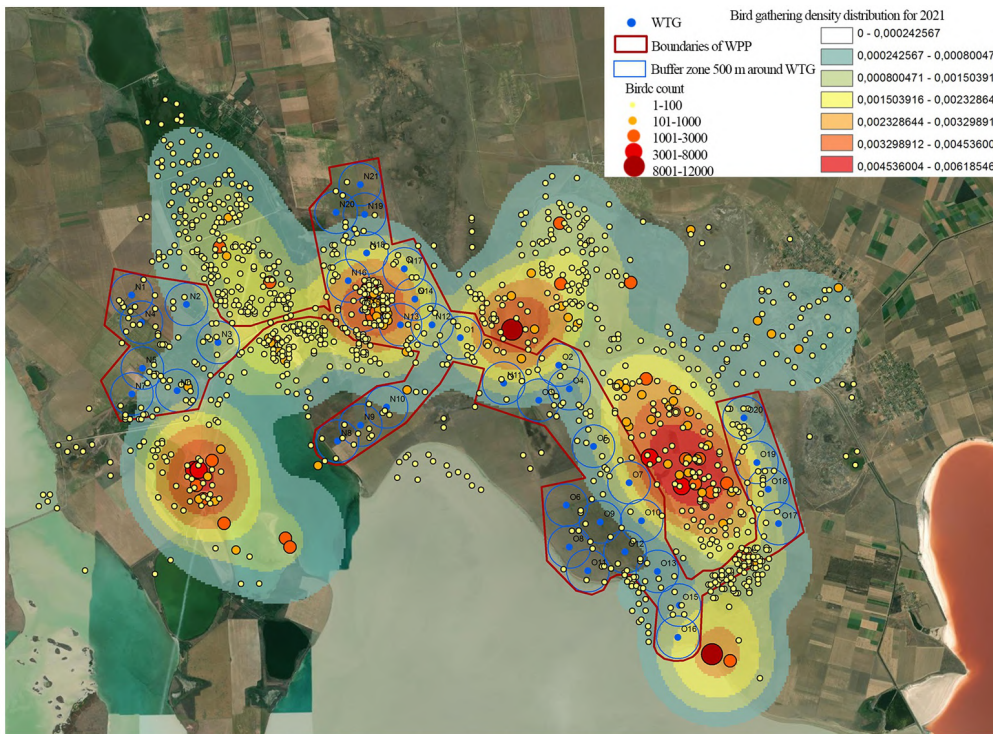 WTG
Boundaries of WPP
Buffer zone 500 m around WTG
Birdc count
1-100
101-1000
1001-3000
3001-8000
8001-12000
Bird gathering density distribution for 2021
0 - 0,000242567
0,000242567 - 0,00080047
0,000800471 - 0,00150391
0,001503916 - 0,00232864
0,002328644 - 0,00329891
0,003298912 - 0,00453600
0,004536004 - 0,00618546
N21
N20
N19
N18
N17
N16
N1
N2
O14
N4
N13
N12
O1
N3
N5
O2
N11
O4
N7
N10
O20
N9
N8
O5
O19
O7
O18
O6
O9
O10
O17
O8
O12
O13
O15
O16